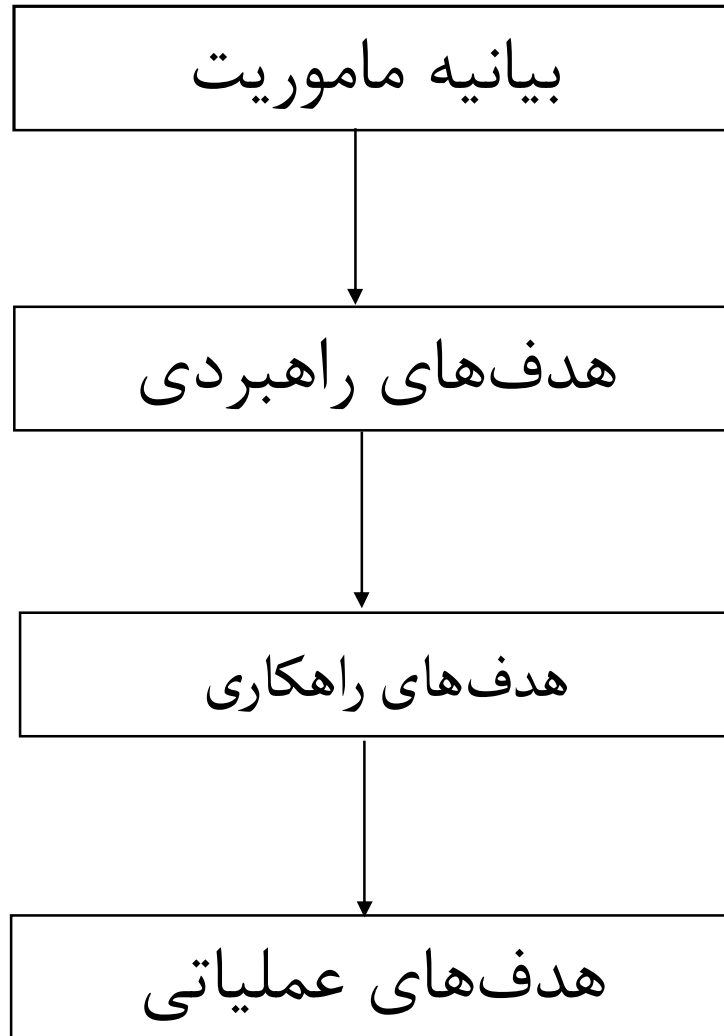 بیانیه ماموریت
هدف‌های راهبردی
هدف‌های راهکاری
هدف‌های عملیاتی